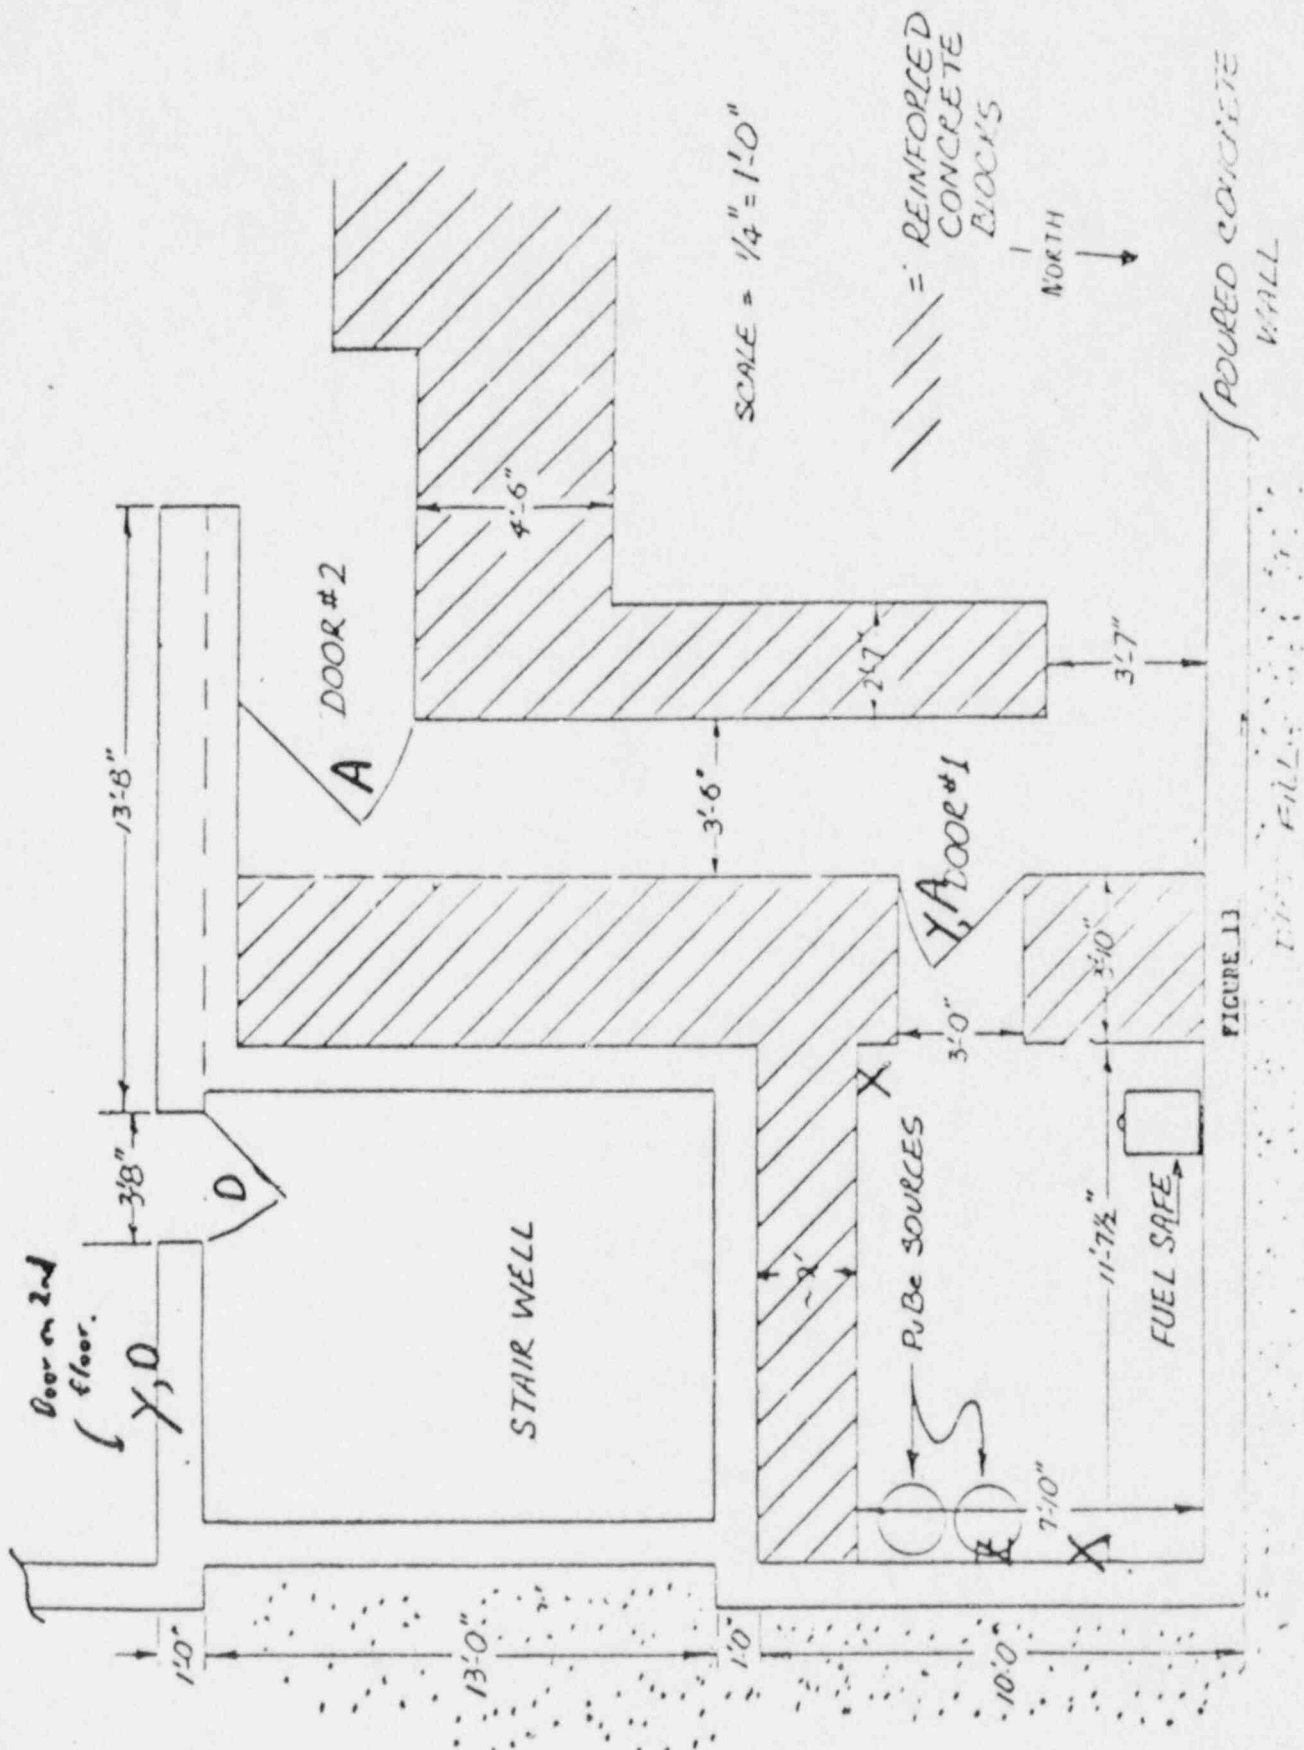 Door on 2nd
floor.
Y, D
3'8"
13'-8"
D
A
DOOR #2
4'-6"
STAIR WELL
SCALE = 1/4" = 1'-0"
= REINFORCED
CONCRETE
BLOCKS
NORTH
3'-6"
2'-7"
Y, A
DOOR #1
3'-7"
3'-0"
3'-10"
X
PuBe SOURCES
11'-7½"
FUEL SAFE
7'-10"
X
1'-0"
13'-0"
1'-0"
10'-0"
POURED CONCRETE
WALL
FIGURE 13
FILL